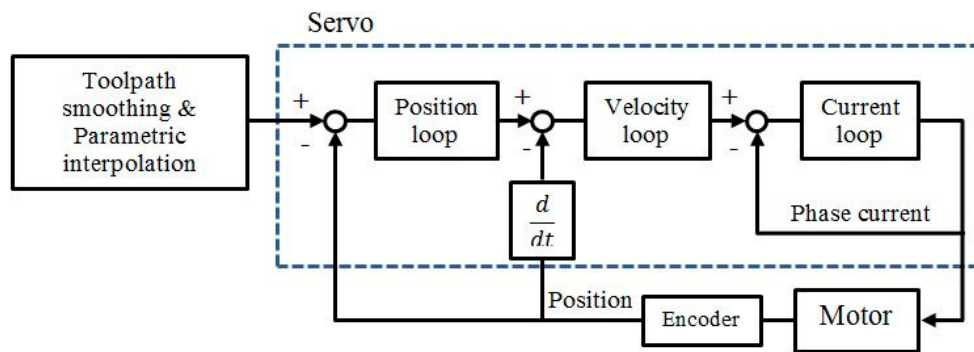 Servo
Toolpath
smoothing &
Parametric
interpolation
+
-
Position
loop
+
-
Velocity
loop
+
-
Current
loop
d
dt
Phase current
Position
Encoder
Motor